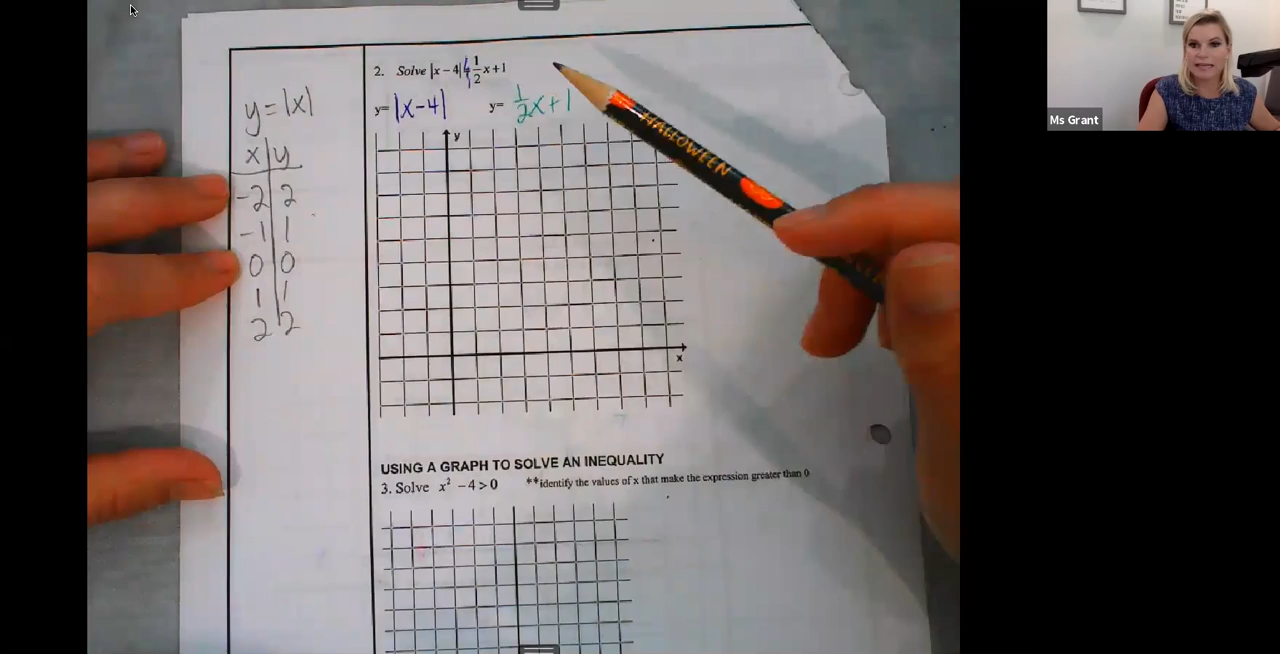 2. Solve |x − 4| = 1/2 x + 1
y = |x|
y= |x-4| y= 1/2x+1
x y
-2 2
-1 1
0 0
1 1
2 2
y
x
HALLOWEEN
USING A GRAPH TO SOLVE AN INEQUALITY
3. Solve x² − 4 > 0 **identify the values of x that make the expression greater than 0
Ms Grant